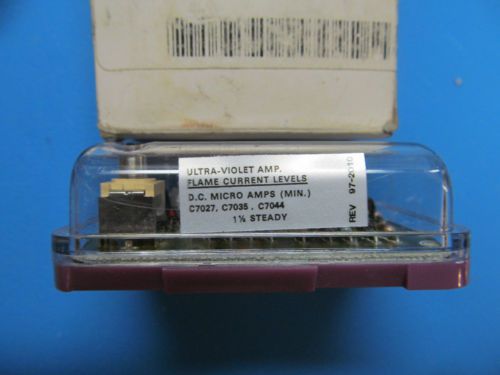 ULTRA-VIOLET AMP.
FLAME CURRENT LEVELS
D.C. MICRO AMPS (MIN.)
C7027, C7035, C7044
1½ STEADY
REV 97-2010